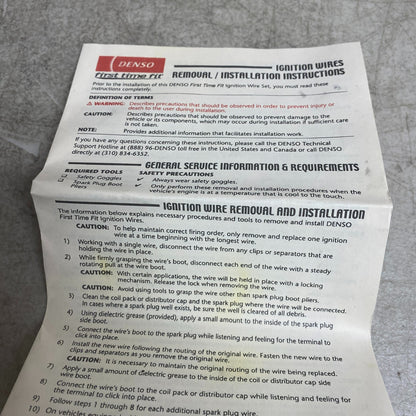 DENSO
First Time Fit
IGNITION WIRES
REMOVAL / INSTALLATION INSTRUCTIONS
Prior to the installation of this DENSO First Time Fit Ignition Wire Set, you must read these
instructions completely.
DEFINITION OF TERMS
⚠ WARNING: Describes precautions that should be observed in order to prevent injury or
death to the user during installation.
CAUTION: Describes precautions that should be observed to prevent damage to the
vehicle or its components, which may occur during installation if sufficient care
is not taken.
NOTE: Provides additional information that facilitates installation work.
If you have any questions concerning these instructions, please call the DENSO Technical
Support Hotline at (888) 96-DENSO toll free in the United States and Canada or call DENSO
directly at (310) 834-6352.
GENERAL SERVICE INFORMATION & REQUIREMENTS
REQUIRED TOOLS SAFETY PRECAUTIONS
Safety Goggles ✓ Always wear safety goggles.
Spark Plug Boot ✓ Only perform these removal and installation procedures when the
Pliers vehicle's engine is at a temperature that is cool to the touch.
IGNITION WIRE REMOVAL AND INSTALLATION
The information below explains necessary procedures and tools to remove and install DENSO
First Time Fit Ignition Wires.
CAUTION: To help maintain correct firing order, only remove and replace one ignition
wire at a time beginning with the longest wire.
1) Working with a single wire, disconnect the wire from any clips or separators that are
holding the wire in place.
2) While firmly grasping the wire's boot, disconnect each end of the wire with a steady
rotating pull at the wire boot.
CAUTION: With certain applications, the wire will be held in place with a locking
mechanism. Release the lock when removing the wire.
CAUTION: Avoid using tools to grasp the wire other than spark plug boot pliers.
3) Clean the coil pack or distributor cap and the spark plug where the wire will be connected.
In cases where a spark plug well exists, be sure the well is cleared of all debris.
4) Using dielectric grease (provided), apply a small amount to the inside of the spark plug
side boot.
5) Connect the wire's boot to the spark plug while listening and feeling for the terminal to
click into place.
6) Install the new wire following the routing of the original wire. Fasten the new wire to the
clips and separators as you remove the original wire.
CAUTION: It is necessary to maintain the original routing of the wire being replaced.
7) Apply a small amount of dielectric grease to the inside of the coil or distributor cap side
wire boot.
8) Connect the wire's boot to the coil pack or distributor cap while listening and feeling for
the terminal to click into place.
9) Follow steps 1 through 8 for each additional spark plug wire.
10) On vehicles